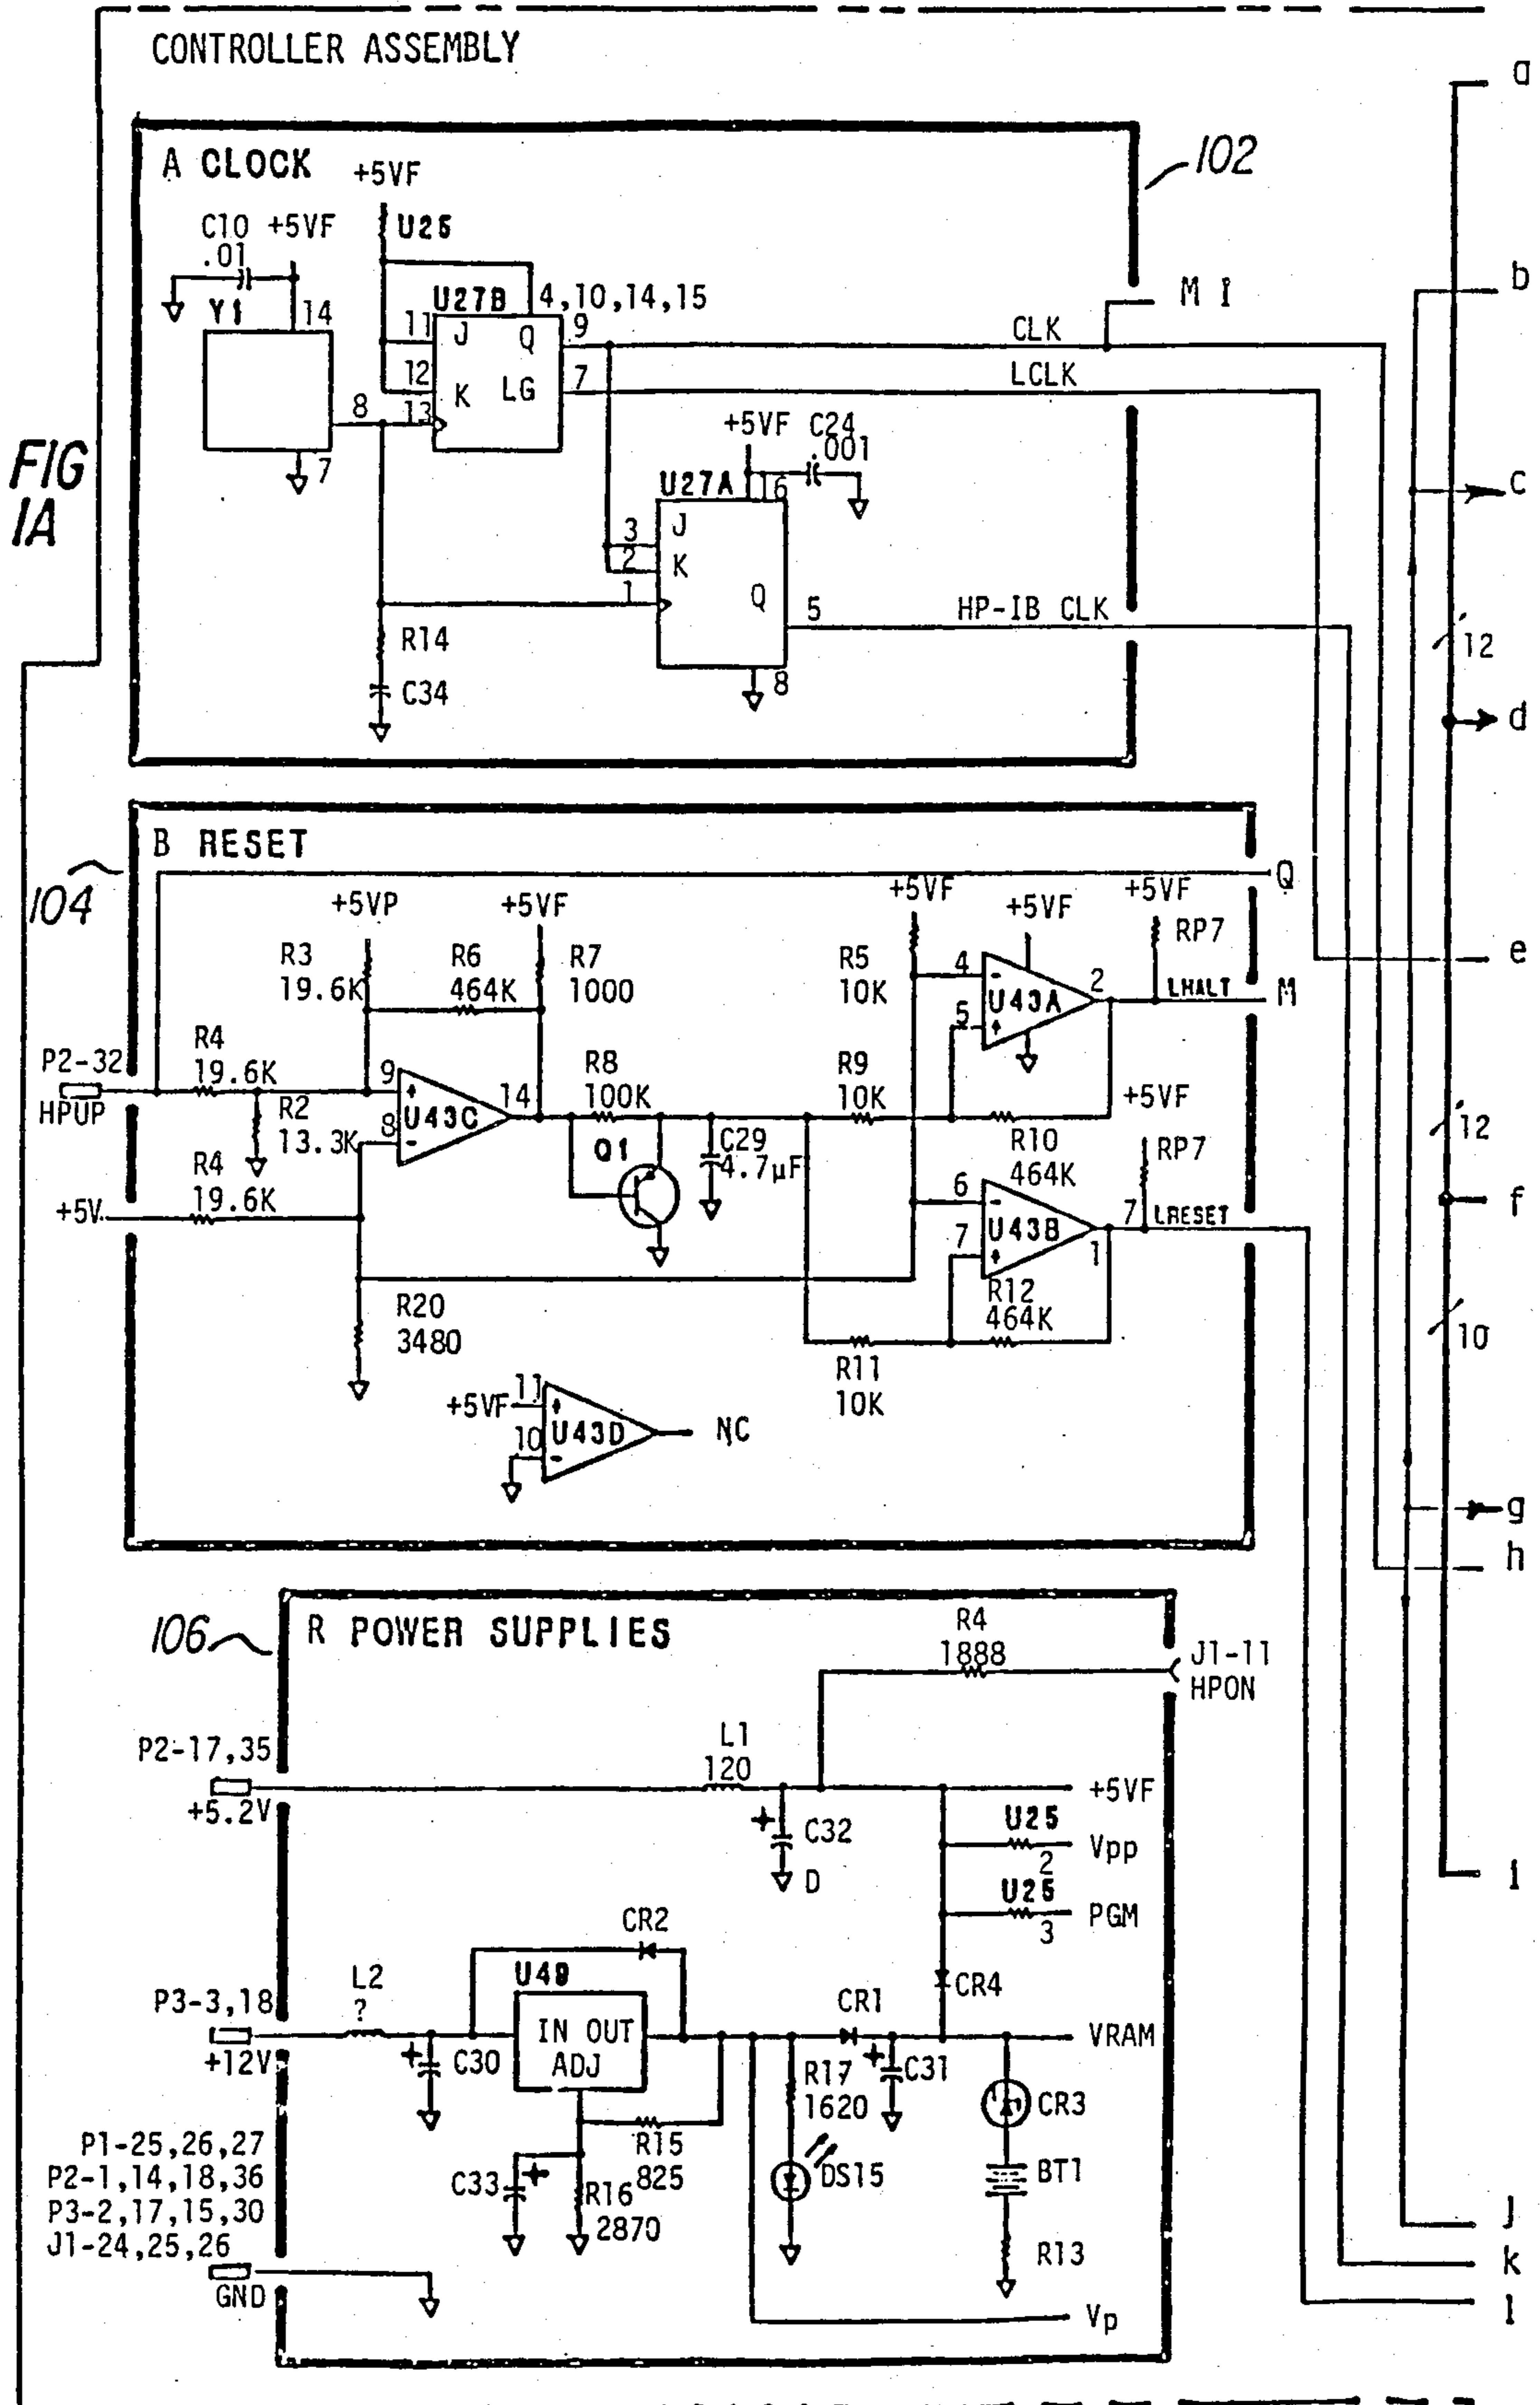 CONTROLLER ASSEMBLY
FIG
1A
A CLOCK
102
+5VF
U25
C10 +5VF
.01
Y1
14
8
7
U27B
4,10,14,15
11
J
Q
9
12
K
LG
7
13
CLK
M I
LCLK
+5VF C24
.001
U27A
16
3
J
2
K
1
Q
5
HP-IB CLK
8
R14
C34
B RESET
104
Q
+5VP
+5VF
+5VF
+5VF
+5VF
R3
19.6K
R6
464K
R7
1000
R5
10K
4
-
U43A
5
+
2
RP7
LHALT
M
P2-32
HPUP
R4
19.6K
R2
13.3K
9
+
U43C
8
-
14
R8
100K
Q1
C29
4.7µF
R9
10K
R10
464K
+5VF
RP7
R4
19.6K
+5V
6
-
U43B
7
+
1
7
LRESET
R20
3480
R12
464K
R11
10K
+5VF
11
+
U43D
10
-
NC
R POWER SUPPLIES
106
R4
1888
J1-11
HPON
P2-17,35
+5.2V
L1
120
+
C32
D
+5VF
U25
2
Vpp
U25
3
PGM
CR2
CR4
P3-3,18
+12V
L2
?
+
C30
U49
IN OUT
ADJ
CR1
+
C31
VRAM
R17
1620
CR3
R15
825
DS15
BT1
C33
+
R16
2870
R13
P1-25,26,27
P2-1,14,18,36
P3-2,17,15,30
J1-24,25,26
GND
Vp
a
b
c
12
d
e
12
f
10
g
h
i
j
k
l